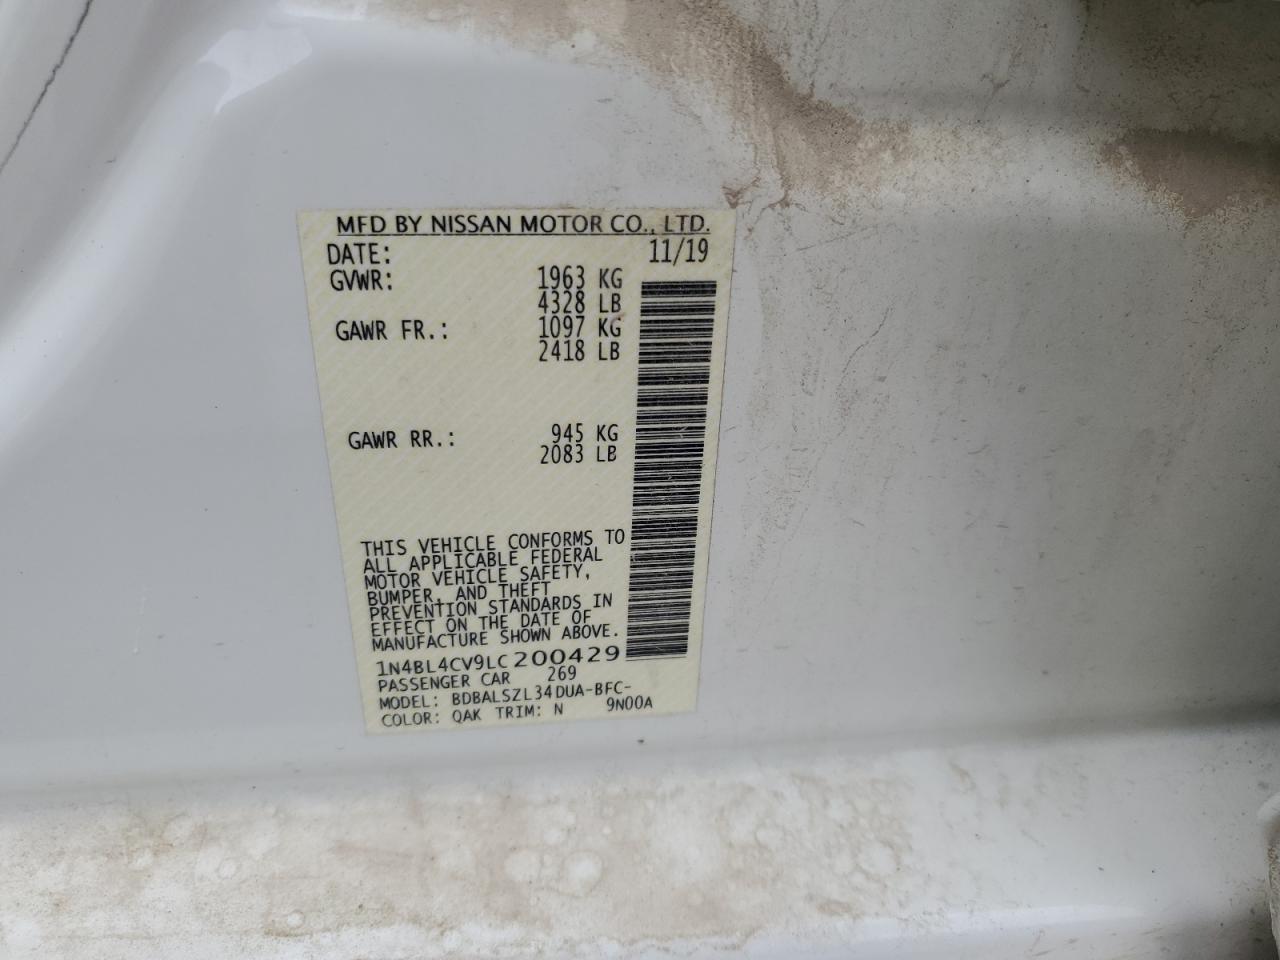 MFD BY NISSAN MOTOR CO., LTD.
DATE: 11/19
GVWR: 1963 KG
4328 LB
GAWR FR.: 1097 KG
2418 LB
GAWR RR.: 945 KG
2083 LB
THIS VEHICLE CONFORMS TO
ALL APPLICABLE FEDERAL
MOTOR VEHICLE SAFETY,
BUMPER, AND THEFT
PREVENTION STANDARDS IN
EFFECT ON THE DATE OF
MANUFACTURE SHOWN ABOVE.
1N4BL4CV9LC200429
PASSENGER CAR 269
MODEL: BDBALSZL34DUA-BFC-
COLOR: QAK TRIM: N 9N00A